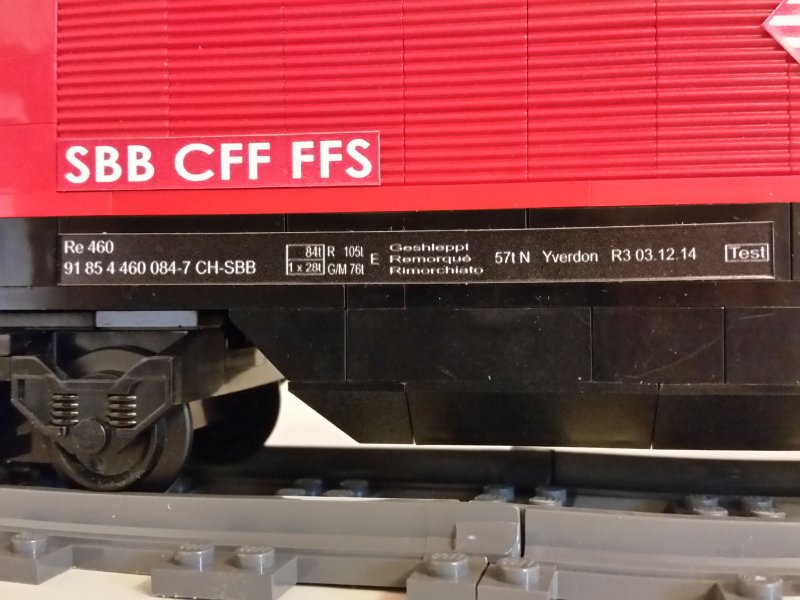 SBB CFF FFS
Re 460
91 85 4 460 084-7 CH-SBB
84t R 105t
1 x 28t G/M 76t
E
Geshleppt
Remorqué
Rimorchiato
57t N Yverdon R3 03.12.14
Test